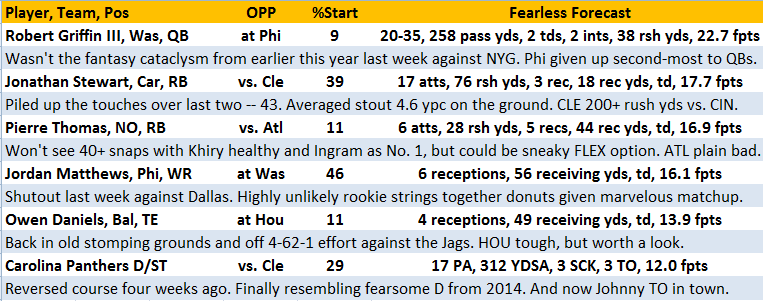 Player, Team, Pos OPP %Start Fearless Forecast
Robert Griffin III, Was, QB at Phi 9 20-35, 258 pass yds, 2 tds, 2 ints, 38 rsh yds, 22.7 fpts
Wasn't the fantasy cataclysm from earlier this year last week against NYG. Phi given up second-most to QBs.
Jonathan Stewart, Car, RB vs. Cle 39 17 atts, 76 rsh yds, 3 rec, 18 rec yds, td, 17.7 fpts
Piled up the touches over last two -- 43. Averaged stout 4.6 ypc on the ground. CLE 200+ rush yds vs. CIN.
Pierre Thomas, NO, RB vs. Atl 11 6 atts, 28 rsh yds, 5 recs, 44 rec yds, td, 16.9 fpts
Won't see 40+ snaps with Khiry healthy and Ingram as No. 1, but could be sneaky FLEX option. ATL plain bad.
Jordan Matthews, Phi, WR at Was 46 6 receptions, 56 receiving yds, td, 16.1 fpts
Shutout last week against Dallas. Highly unlikely rookie strings together donuts given marvelous matchup.
Owen Daniels, Bal, TE at Hou 11 4 receptions, 49 receiving yds, td, 13.9 fpts
Back in old stomping grounds and off 4-62-1 effort against the Jags. HOU tough, but worth a look.
Carolina Panthers D/ST vs. Cle 29 17 PA, 312 YDSA, 3 SCK, 3 TO, 12.0 fpts
Reversed course four weeks ago. Finally resembling fearsome D from 2014. And now Johnny TO in town.